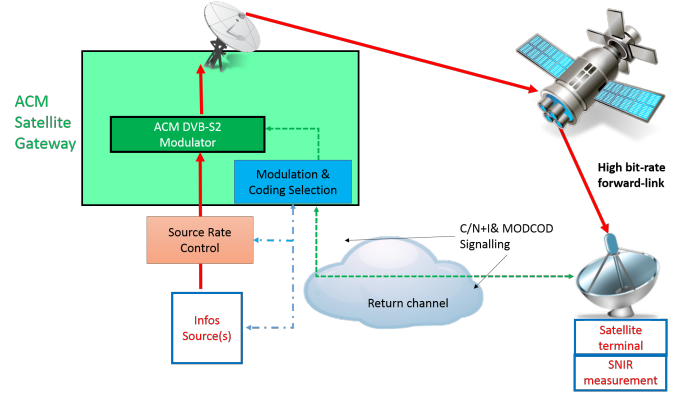 ACM
Satellite
Gateway
ACM DVB-S2
Modulator
Modulation &
Coding Selection
High bit-rate
forward-link
Source Rate
Control
C/N+I& MODCOD
Signalling
Return channel
Infos
Source(s)
Satellite
terminal
SNIR
measurement